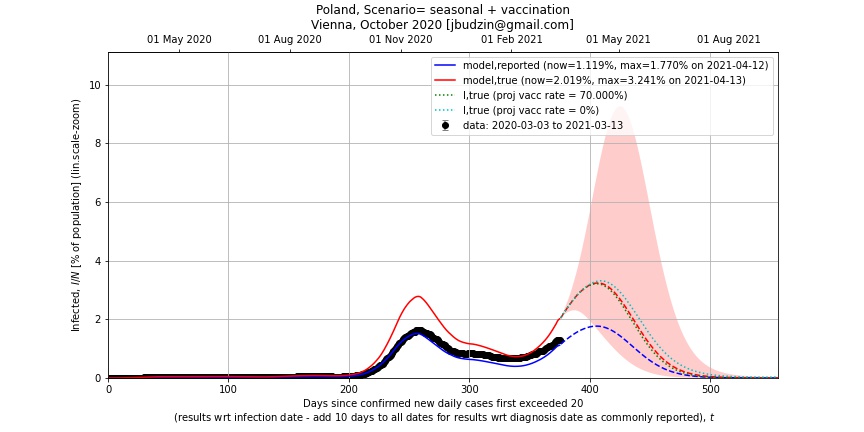 Poland, Scenario= seasonal + vaccination
Vienna, October 2020 [jbudzin@gmail.com]
01 May 2020 01 Aug 2020 01 Nov 2020 01 Feb 2021 01 May 2021 01 Aug 2021
model,reported (now=1.119%, max=1.770% on 2021-04-12)
model,true (now=2.019%, max=3.241% on 2021-04-13)
I,true (proj vacc rate = 70.000%)
I,true (proj vacc rate = 0%)
data: 2020-03-03 to 2021-03-13
Infected, I/N [% of population] (lin.scale-zoom)
10
8
6
4
2
0
0 100 200 300 400 500
Days since confirmed new daily cases first exceeded 20
(results wrt infection date - add 10 days to all dates for results wrt diagnosis date as commonly reported), t